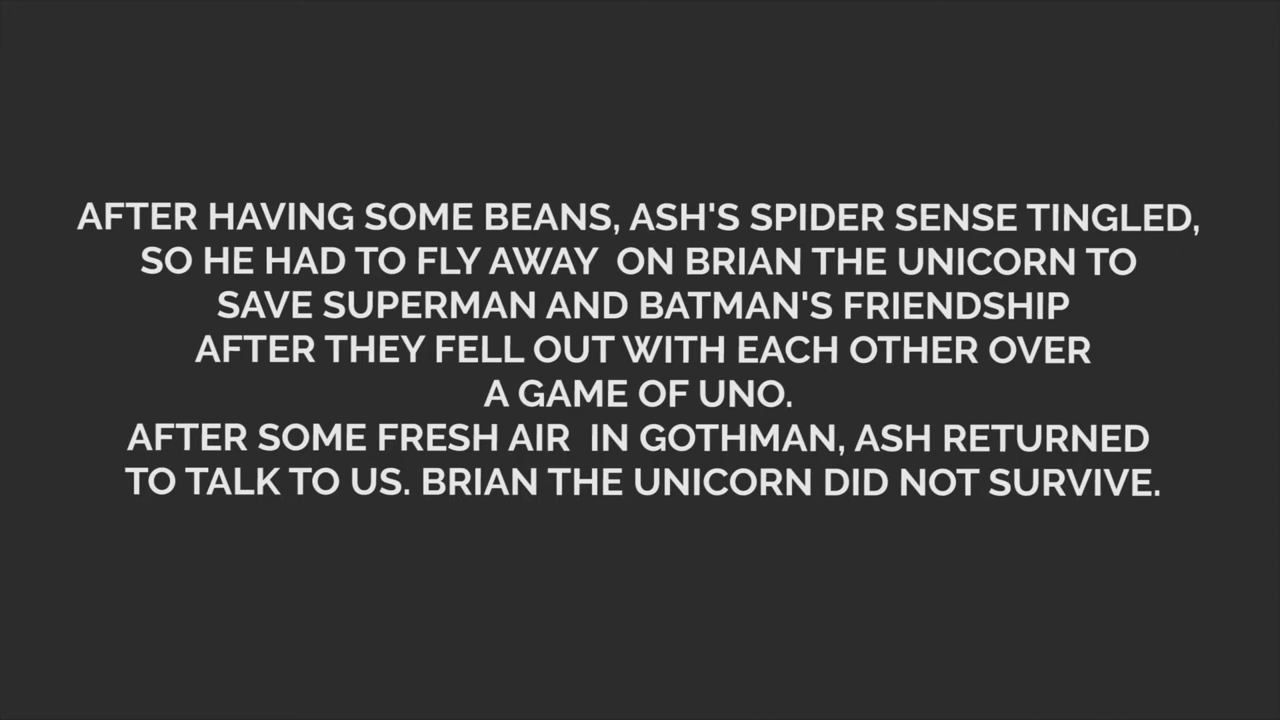 AFTER HAVING SOME BEANS, ASH'S SPIDER SENSE TINGLED,
SO HE HAD TO FLY AWAY  ON BRIAN THE UNICORN TO
SAVE SUPERMAN AND BATMAN'S FRIENDSHIP
AFTER THEY FELL OUT WITH EACH OTHER OVER
A GAME OF UNO.
AFTER SOME FRESH AIR  IN GOTHMAN, ASH RETURNED
TO TALK TO US. BRIAN THE UNICORN DID NOT SURVIVE.